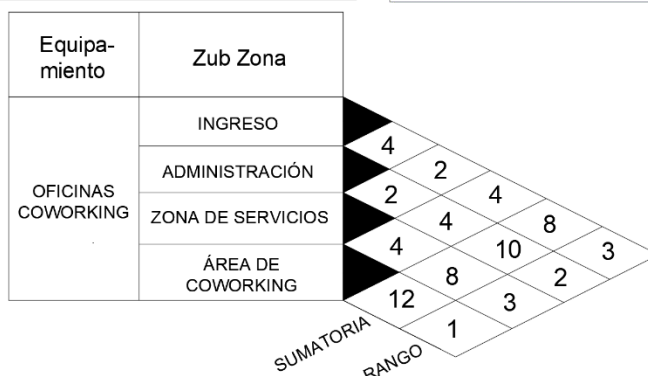 Equipa-
miento
Zub Zona
OFICINAS
COWORKING
INGRESO
ADMINISTRACIÓN
ZONA DE SERVICIOS
ÁREA DE
COWORKING
4
2
4
8
3
2
4
10
2
4
8
3
12
1
SUMATORIA
RANGO